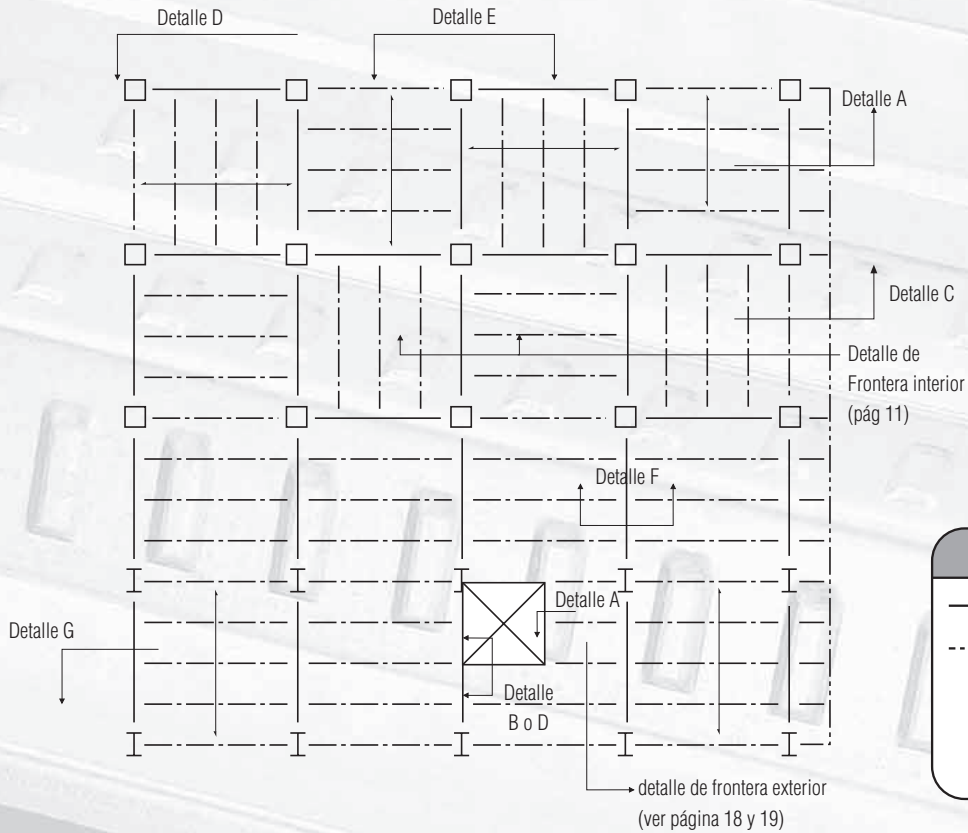 Detalle D
Detalle E
Detalle A
Detalle C
Detalle de
Frontera interior
(pág 11)
Detalle F
Detalle A
Detalle G
Detalle
B o D
detalle de frontera exterior
(ver página 18 y 19)